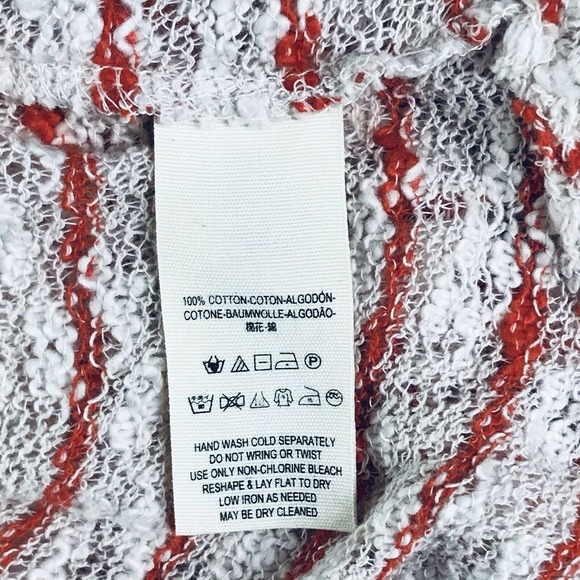 100% COTTON-COTON-ALGODÓN-
COTONE-BAUMWOLLE-ALGODÃO-
棉花·綿
P
HAND WASH COLD SEPARATELY
DO NOT WRING OR TWIST
USE ONLY NON-CHLORINE BLEACH
RESHAPE & LAY FLAT TO DRY
LOW IRON AS NEEDED
MAY BE DRY CLEANED